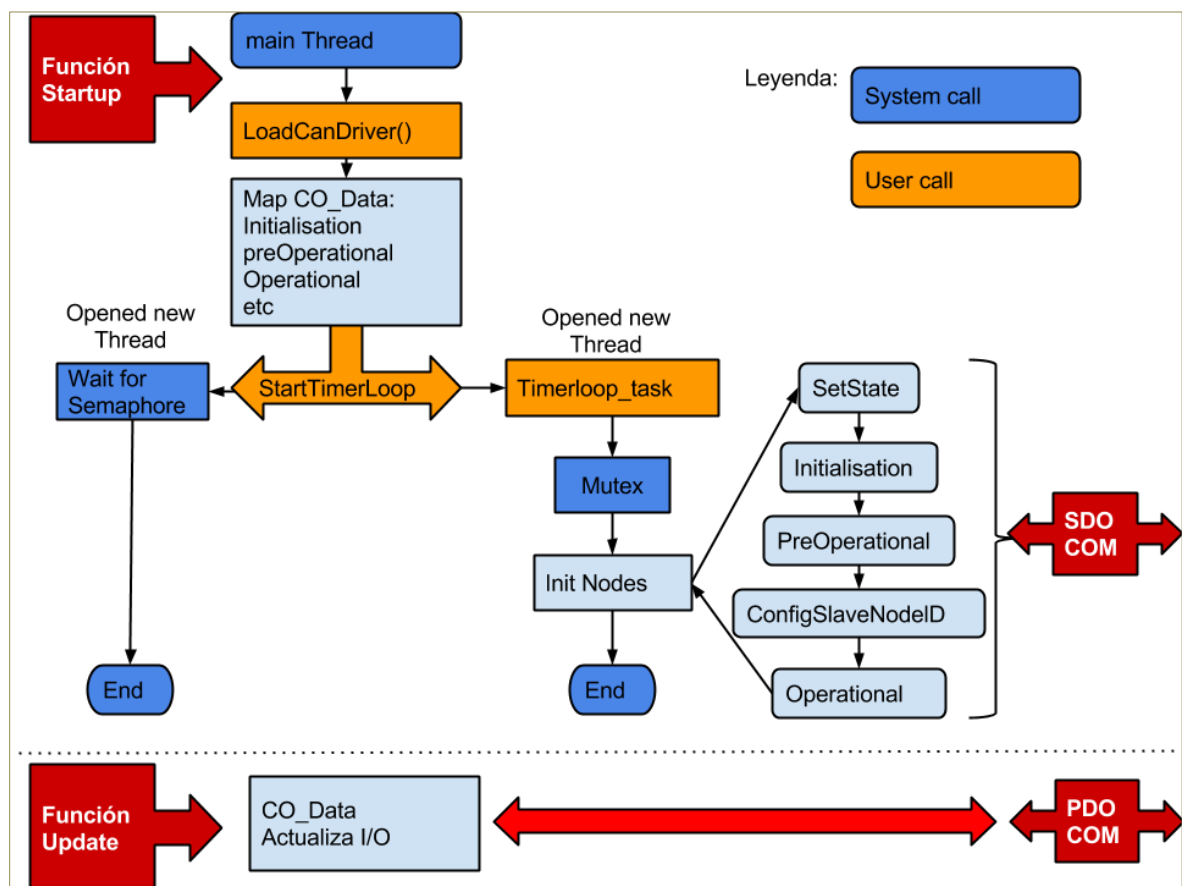 Función
Startup
main Thread
LoadCanDriver()
Map CO_Data:
Initialisation
preOperational
Operational
etc
Leyenda:
System call
User call
Opened new
Thread
Wait for
Semaphore
StartTimerLoop
Opened new
Thread
Timerloop_task
Mutex
Init Nodes
End
End
SetState
Initialisation
PreOperational
ConfigSlaveNodeID
Operational
SDO
COM
Función
Update
CO_Data
Actualiza I/O
PDO
COM